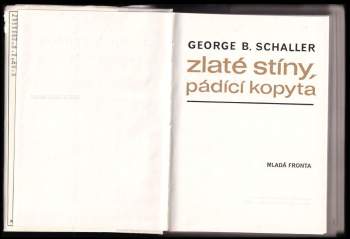 GEORGE B. SCHALLER
zlaté stíny,
pádící kopyta
MLADÁ FRONTA